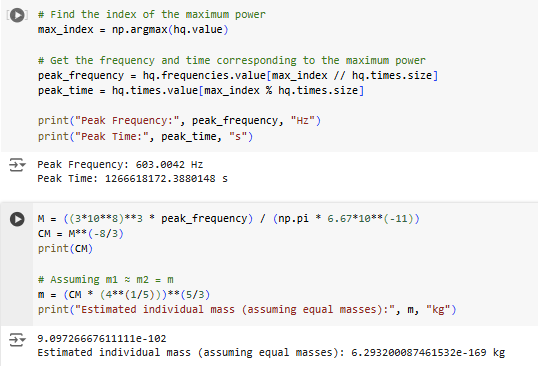 # Find the index of the maximum power
max_index = np.argmax(hq.value)
# Get the frequency and time corresponding to the maximum power
peak_frequency = hq.frequencies.value[max_index // hq.times.size]
peak_time = hq.times.value[max_index % hq.times.size]
print("Peak Frequency:", peak_frequency, "Hz")
print("Peak Time:", peak_time, "s")
Peak Frequency: 603.0042 Hz
Peak Time: 1266618172.3880148 s
M = ((3*10**8)**3 * peak_frequency) / (np.pi * 6.67*10**(-11))
CM = M**(-8/3)
print(CM)
# Assuming m1 ≈ m2 = m
m = (CM * (4**(1/5)))**(5/3)
print("Estimated individual mass (assuming equal masses):", m, "kg")
9.09726667611111e-102
Estimated individual mass (assuming equal masses): 6.293200087461532e-169 kg